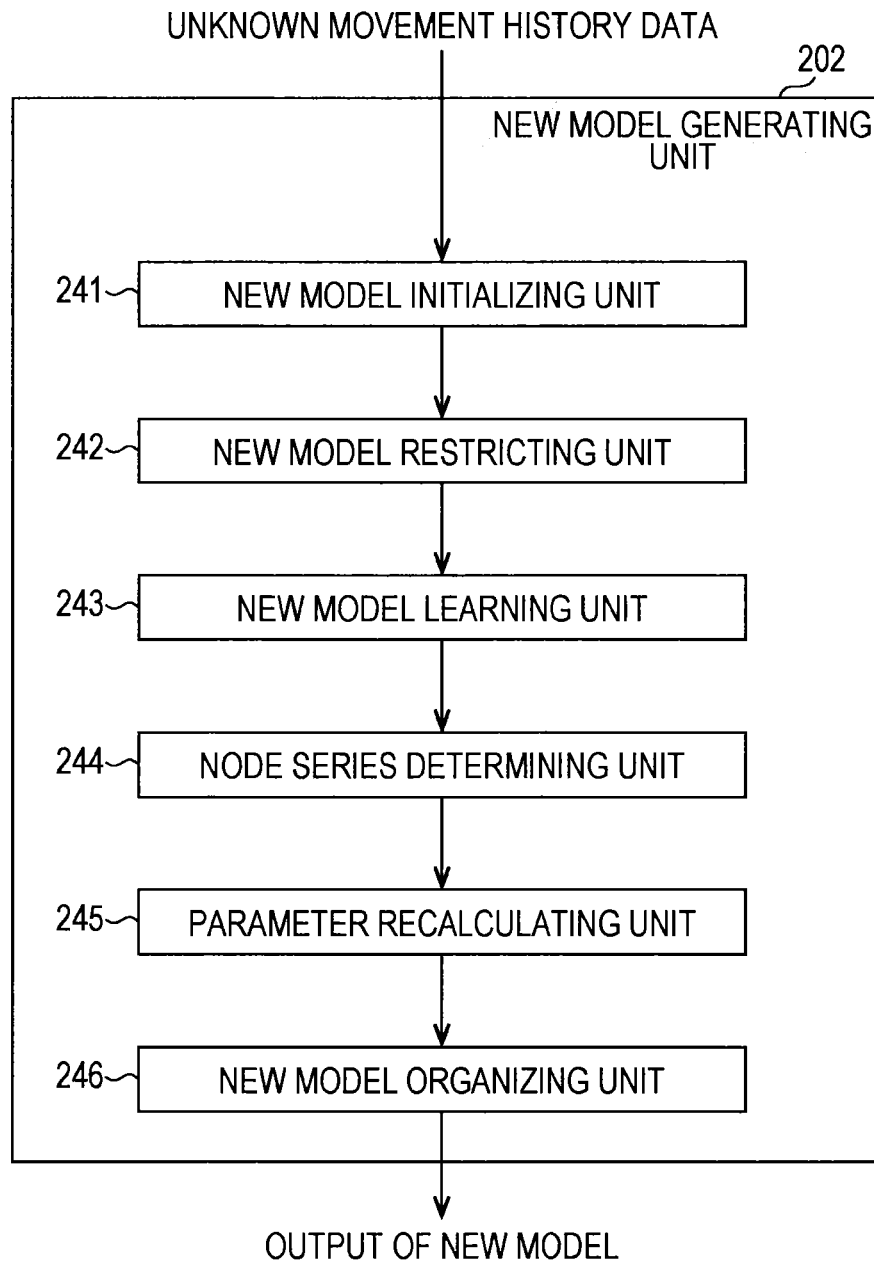 UNKNOWN MOVEMENT HISTORY DATA
202
NEW MODEL GENERATING
UNIT
241
NEW MODEL INITIALIZING UNIT
242
NEW MODEL RESTRICTING UNIT
243
NEW MODEL LEARNING UNIT
244
NODE SERIES DETERMINING UNIT
245
PARAMETER RECALCULATING UNIT
246
NEW MODEL ORGANIZING UNIT
OUTPUT OF NEW MODEL